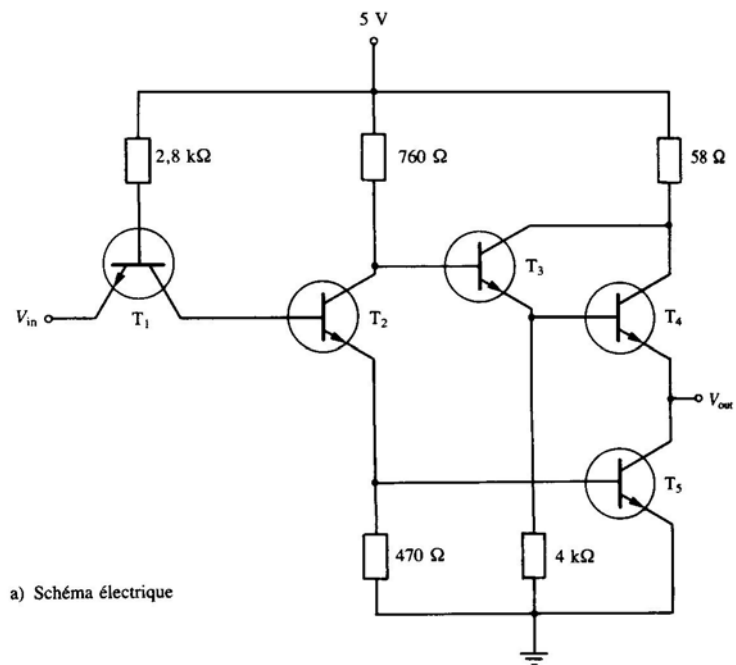 5 V
2,8 kΩ
760 Ω
58 Ω
T₃
V_in
T₁
T₂
T₄
V_out
T₅
470 Ω
4 kΩ
a) Schéma électrique